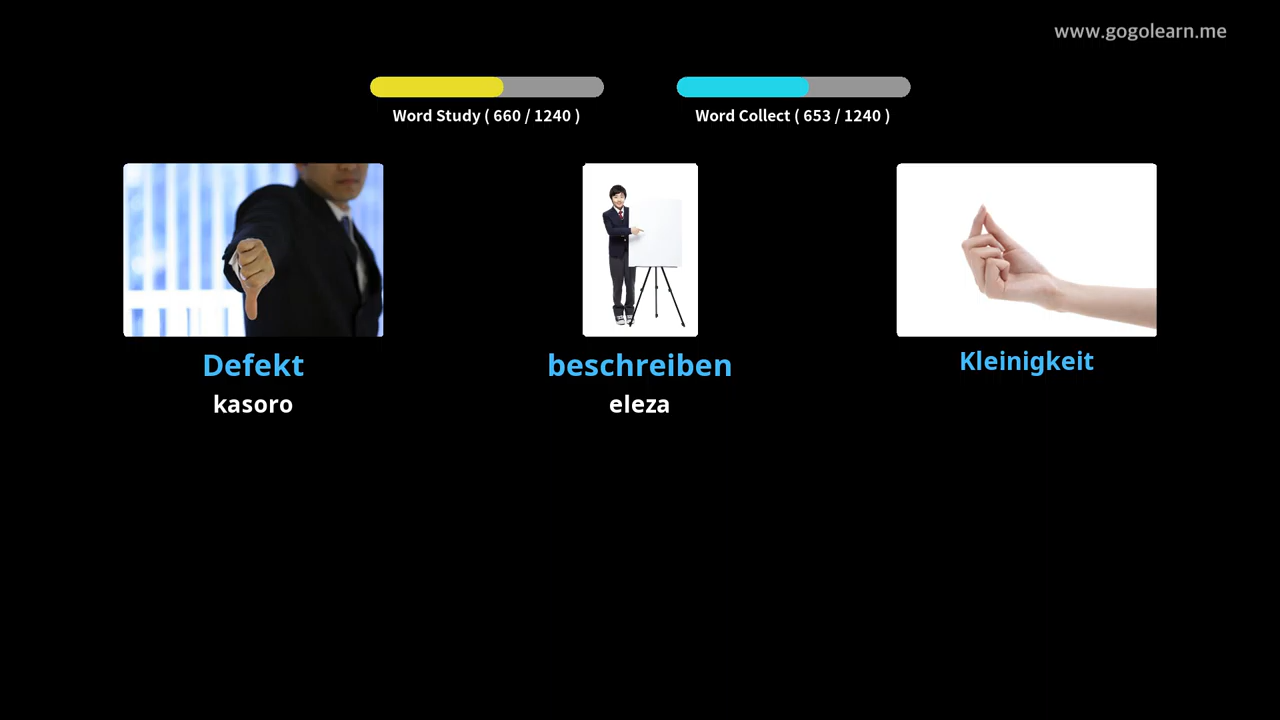 www.gogolearn.me
Word Study ( 660 / 1240 )
Word Collect ( 653 / 1240 )
Defekt
kasoro
beschreiben
eleza
Kleinigkeit